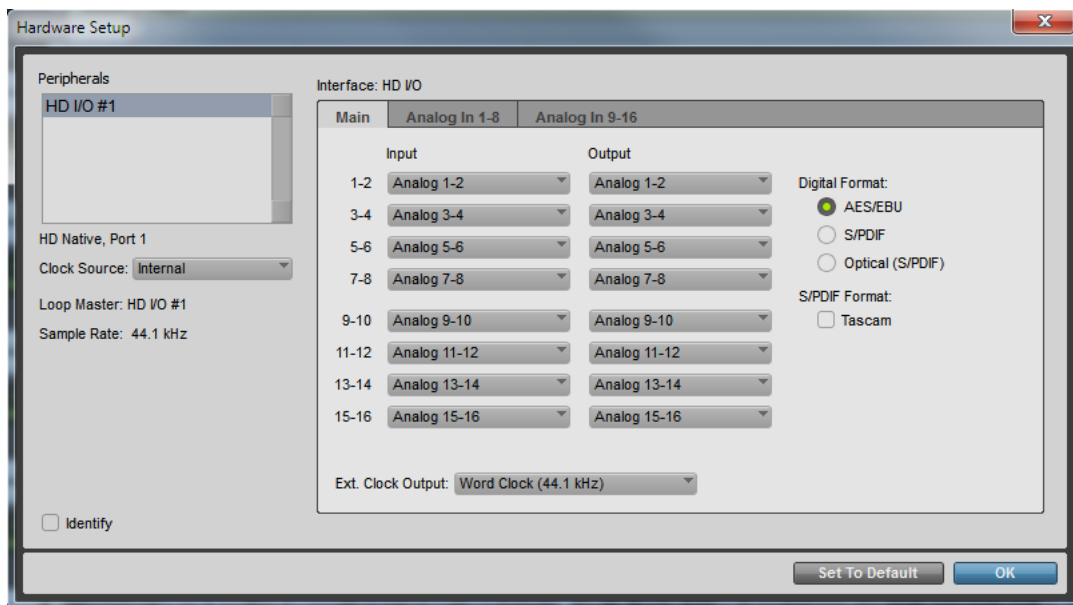 Hardware Setup
Peripherals
HD I/O #1
HD Native, Port 1
Clock Source: Internal
Loop Master: HD I/O #1
Sample Rate: 44.1 kHz
Identify
Interface: HD I/O
Main Analog In 1-8 Analog In 9-16
Input Output
1-2 Analog 1-2 Analog 1-2
3-4 Analog 3-4 Analog 3-4
5-6 Analog 5-6 Analog 5-6
7-8 Analog 7-8 Analog 7-8
9-10 Analog 9-10 Analog 9-10
11-12 Analog 11-12 Analog 11-12
13-14 Analog 13-14 Analog 13-14
15-16 Analog 15-16 Analog 15-16
Digital Format:
AES/EBU
S/PDIF
Optical (S/PDIF)
S/PDIF Format:
Tascam
Ext. Clock Output: Word Clock (44.1 kHz)
Set To Default OK